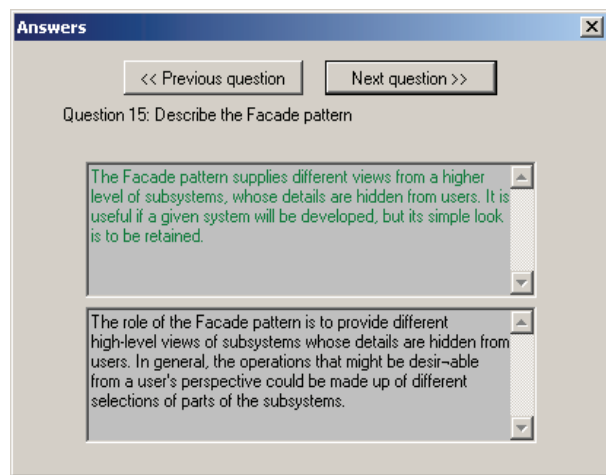 Answers
<< Previous question
Next question >>
Question 15: Describe the Facade pattern
The Facade pattern supplies different views from a higher
level of subsystems, whose details are hidden from users. It is
useful if a given system will be developed, but its simple look
is to be retained.
The role of the Facade pattern is to provide different
high-level views of subsystems whose details are hidden from
users. In general, the operations that might be desir¬able
from a user's perspective could be made up of different
selections of parts of the subsystems.